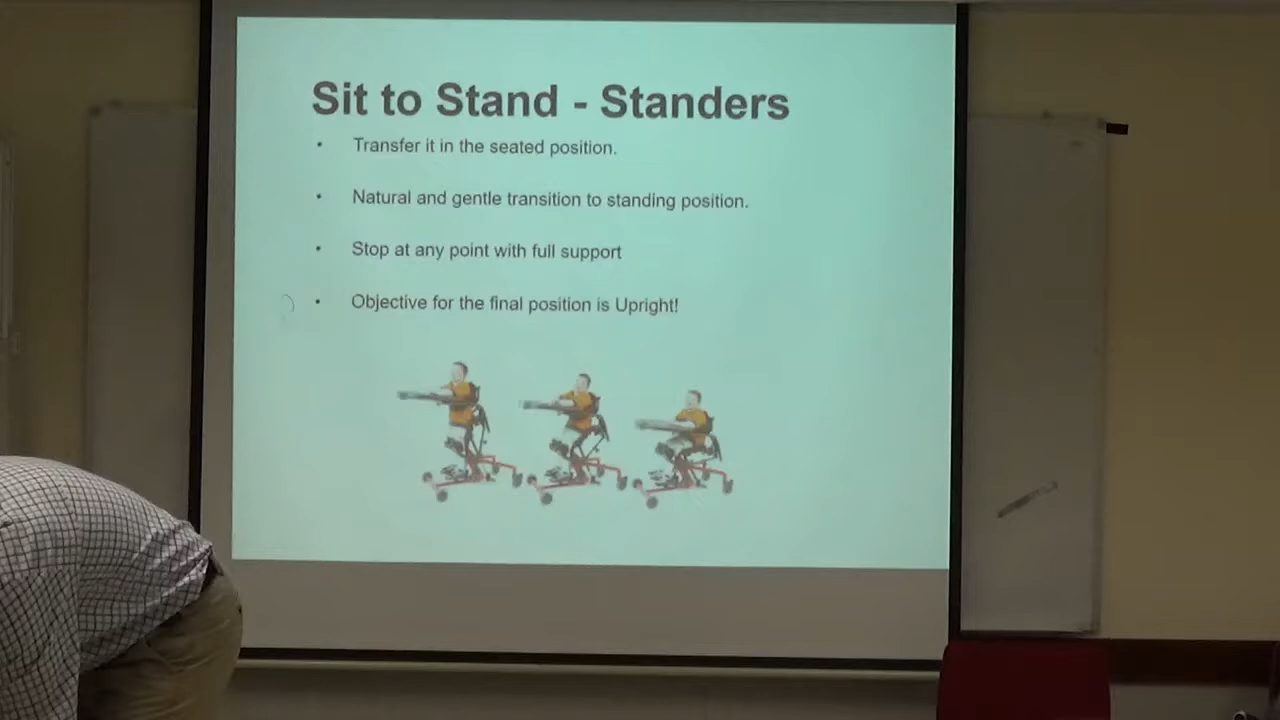 Sit to Stand - Standers
• Transfer it in the seated position.
• Natural and gentle transition to standing position.
• Stop at any point with full support
• Objective for the final position is Upright!